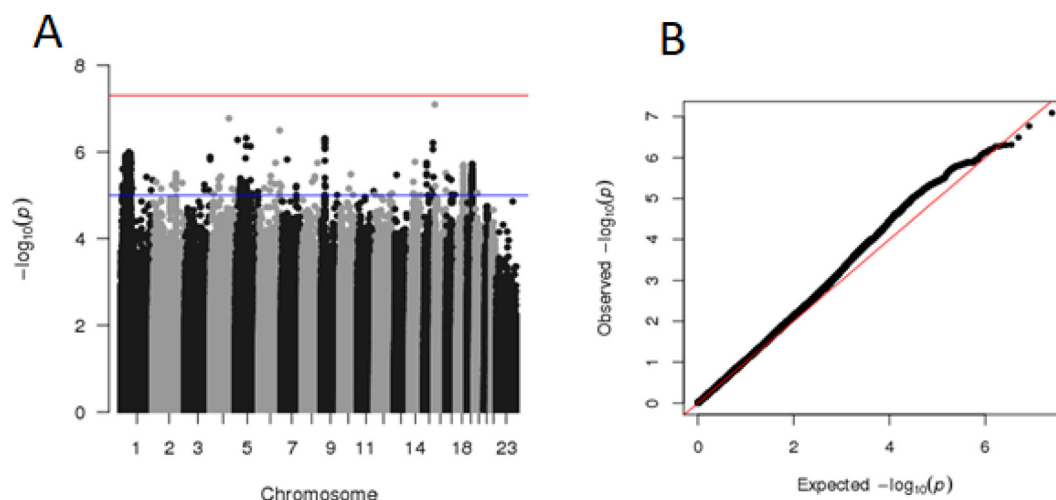 A
8
6
4
2
0
−log₁₀(p)
1 2 3 5 7 9 11 14 18 23
Chromosome
B
7
6
5
4
3
2
1
0
Observed −log₁₀(p)
0 2 4 6
Expected −log₁₀(p)